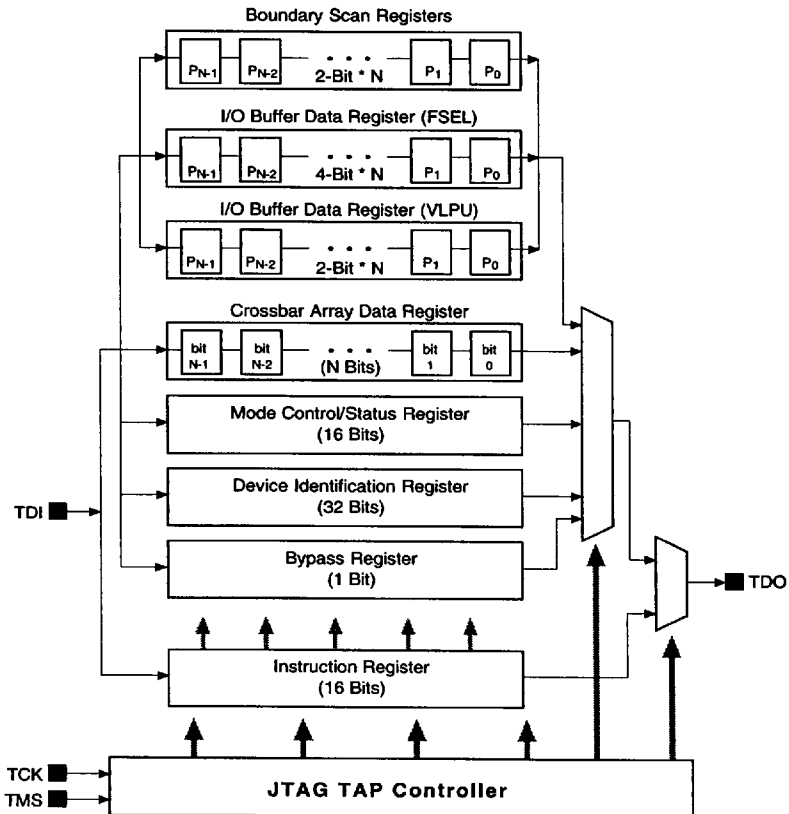 Boundary Scan Registers
PN-1 PN-2 . . . P1 P0
2-Bit * N
I/O Buffer Data Register (FSEL)
PN-1 PN-2 . . . P1 P0
4-Bit * N
I/O Buffer Data Register (VLPU)
PN-1 PN-2 . . . P1 P0
2-Bit * N
Crossbar Array Data Register
bit bit . . . bit bit
N-1 N-2 (N Bits) 1 0
Mode Control/Status Register
(16 Bits)
Device Identification Register
(32 Bits)
TDI
Bypass Register
(1 Bit)
TDO
Instruction Register
(16 Bits)
TCK
TMS
JTAG TAP Controller